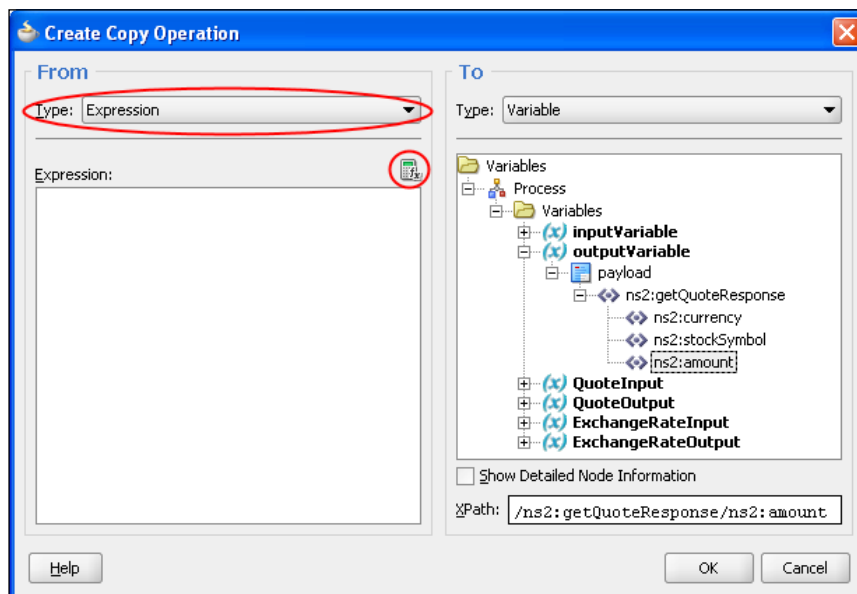 Create Copy Operation
From
Type: Expression
Expression:
To
Type: Variable
Variables
Process
Variables
(x) inputVariable
(x) outputVariable
payload
ns2:getQuoteResponse
ns2:currency
ns2:stockSymbol
ns2:amount
(x) QuoteInput
(x) QuoteOutput
(x) ExchangeRateInput
(x) ExchangeRateOutput
Show Detailed Node Information
XPath: /ns2:getQuoteResponse/ns2:amount
Help
OK
Cancel